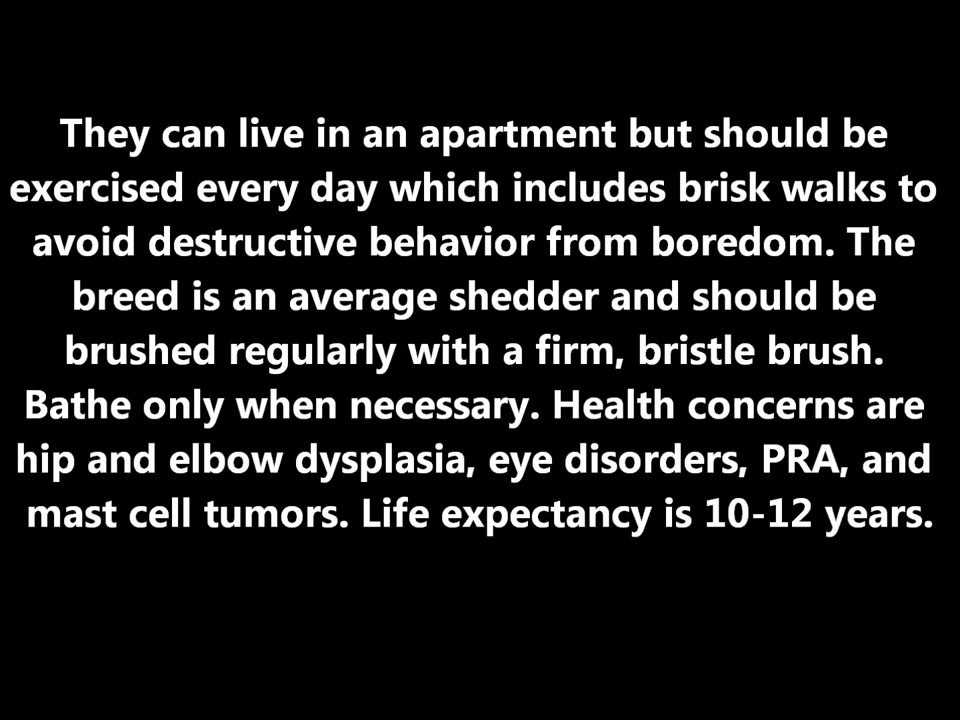 They can live in an apartment but should be
exercised every day which includes brisk walks to
avoid destructive behavior from boredom. The
breed is an average shedder and should be
brushed regularly with a firm, bristle brush.
Bathe only when necessary. Health concerns are
hip and elbow dysplasia, eye disorders, PRA, and
mast cell tumors. Life expectancy is 10-12 years.